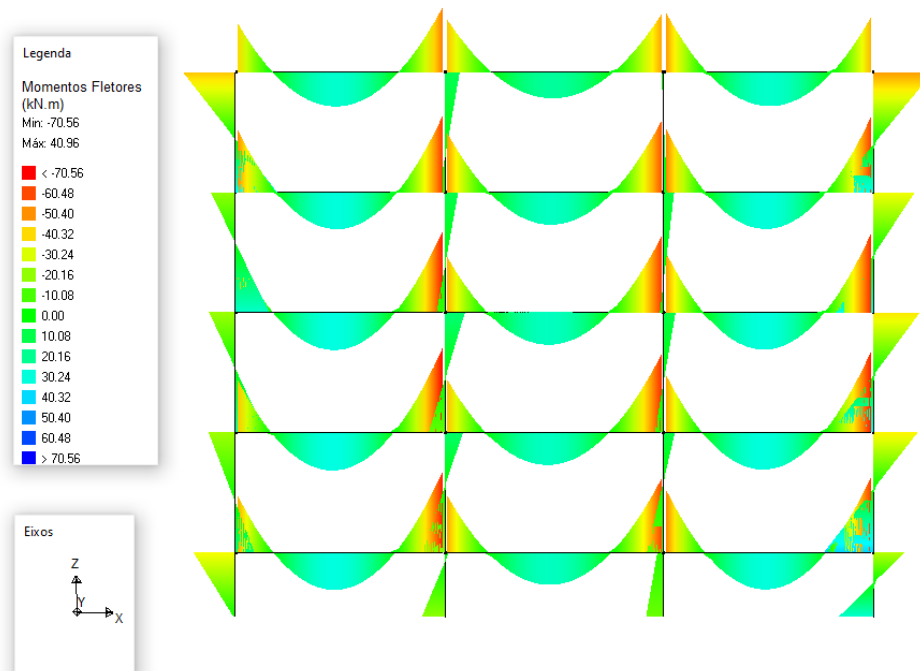 Legenda
Momentos Fletores
(kN.m)
Min: -70.56
Máx: 40.96
< -70.56
-60.48
-50.40
-40.32
-30.24
-20.16
-10.08
0.00
10.08
20.16
30.24
40.32
50.40
60.48
> 70.56
Eixos
Z
Y
X